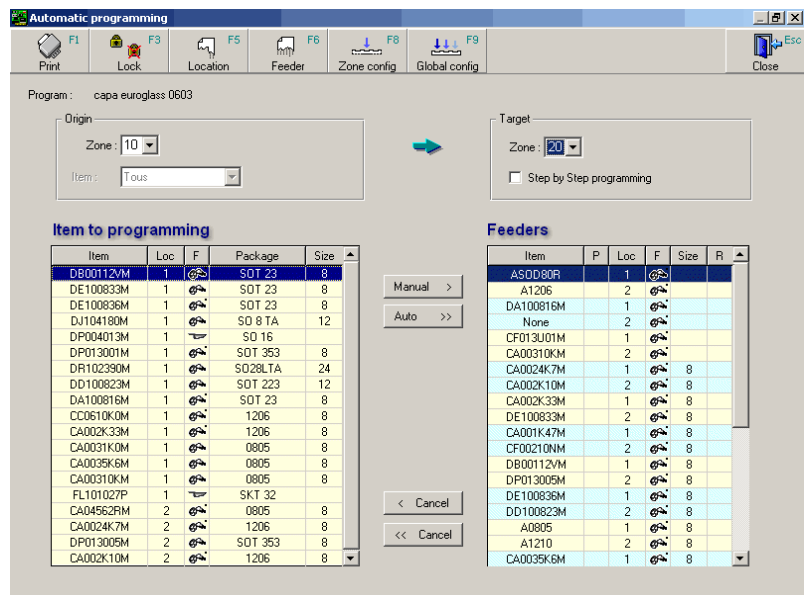 Automatic programming
F1 F3 F5 F6 F8 F9 Esc
Print Lock Location Feeder Zone config Global config Close
Program : capa euroglass 0603
Origin
Zone : 10
Item : Tous
Target
Zone : 20
Step by Step programming
Item to programming
Item Loc F Package Size
DB00112VM 1 SOT 23 8
DE100833M 1 SOT 23 8
DE100836M 1 SOT 23 8
DJ104180M 1 SO 8 TA 12
DP004013M 1 SO 16
DP013001M 1 SOT 353 8
DR102390M 1 SO28LTA 24
DD100823M 1 SOT 223 12
DA100816M 1 SOT 23 8
CC0610K0M 1 1206 8
CA002K33M 1 1206 8
CA0031K0M 1 0805 8
CA0035K6M 1 0805 8
CA00310KM 1 0805 8
FL101027P 1 SKT 32
CA04562RM 2 0805 8
CA0024K7M 2 1206 8
DP013005M 2 SOT 353 8
CA002K10M 2 1206 8
Manual >
Auto >>
< Cancel
<< Cancel
Feeders
Item P Loc F Size R
ASOD80R 1
A1206 2
DA100816M 1
None 2
CF013U01M 1
CA00310KM 2
CA0024K7M 1 8
CA002K10M 2 8
CA002K33M 1 8
DE100833M 2 8
CA001K47M 1 8
CF00210NM 2 8
DB00112VM 1 8
DP013005M 2 8
DE100836M 1 8
DD100823M 2 8
A0805 1 8
A1210 2 8
CA0035K6M 1 8